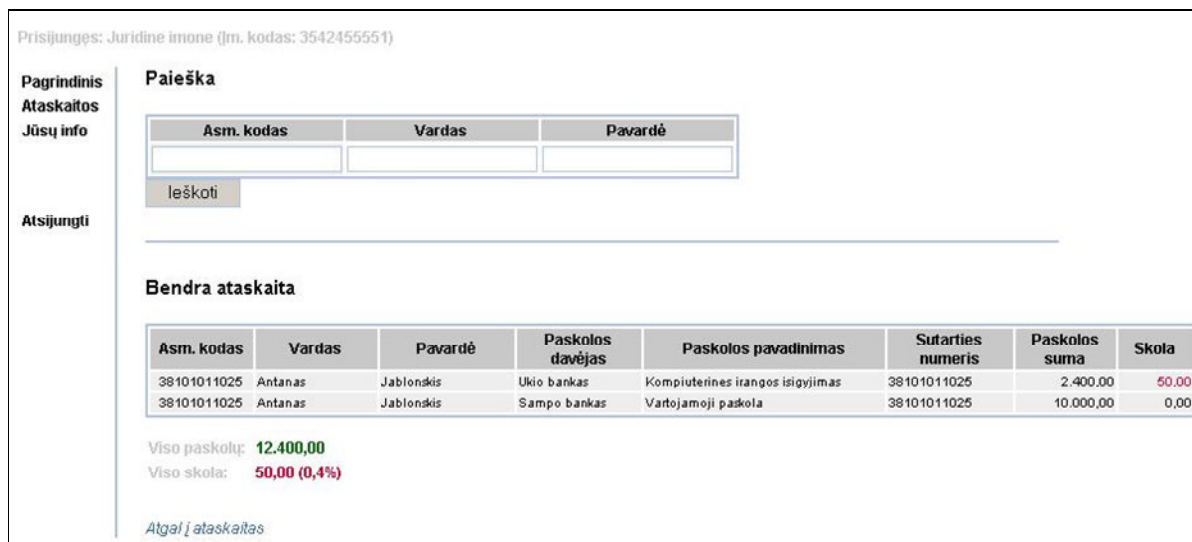 Prisijungęs: Juridine imone (Įm. kodas: 3542455551)
Pagrindinis
Ataskaitos
Jūsų info
Atsijungti
Paieška
Asm. kodas Vardas Pavardė
Ieškoti
Bendra ataskaita
Asm. kodas Vardas Pavardė Paskolos davėjas Paskolos pavadinimas Sutarties numeris Paskolos suma Skola
38101011025 Antanas Jablonskis Ukio bankas Kompiuterines irangos isigyjimas 38101011025 2.400,00 50,00
38101011025 Antanas Jablonskis Sampo bankas Vartojamoji paskola 38101011025 10.000,00 0,00
Viso paskolų: 12.400,00
Viso skola: 50,00 (0,4%)
Atgal į ataskaitas